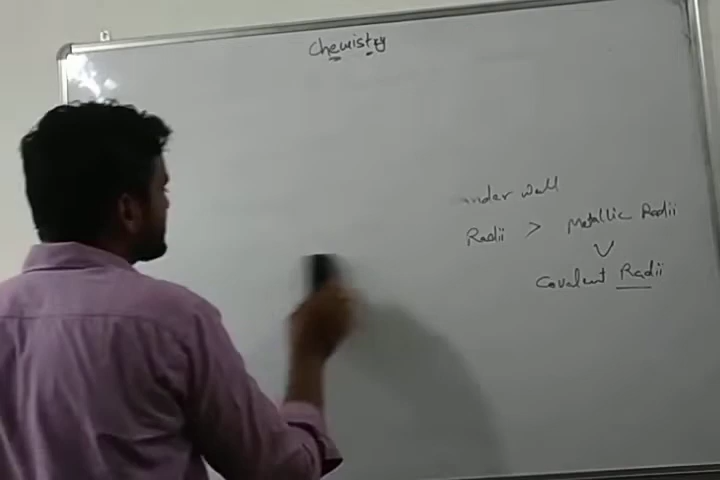 Chemistry
ander wall
Radii > Metallic Radii
V
Covalent Radii